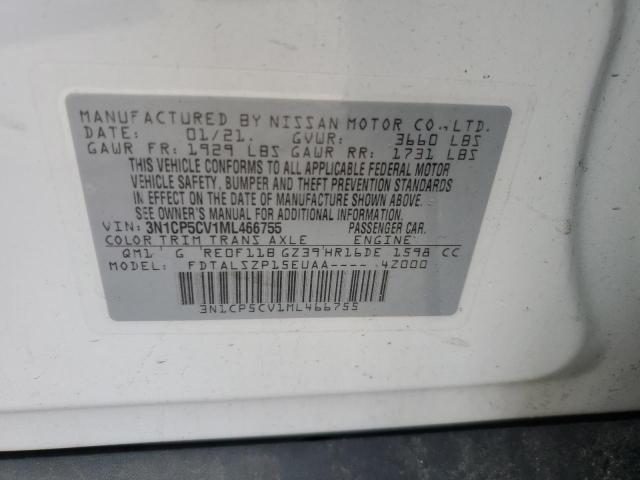 MANUFACTURED BY NISSAN MOTOR CO.,LTD.
DATE: 01/21. GVWR: 3660 LBS
GAWR FR: 1929 LBS GAWR RR: 1731 LBS
THIS VEHICLE CONFORMS TO ALL APPLICABLE FEDERAL MOTOR
VEHICLE SAFETY, BUMPER AND THEFT PREVENTION STANDARDS
IN EFFECT ON THE DATE OF MANUFACTURE SHOWN ABOVE.
SEE OWNER'S MANUAL FOR ADDITIONAL INFORMATION.
VIN: 3N1CP5CV1ML466755 PASSENGER CAR.
COLOR TRIM TRANS AXLE ENGINE
QM1 G RE0F11B GZ39 HR16DE 1598 CC
FDTALSZP15EUAA---- 4Z000
3N1CP5CV1ML466755